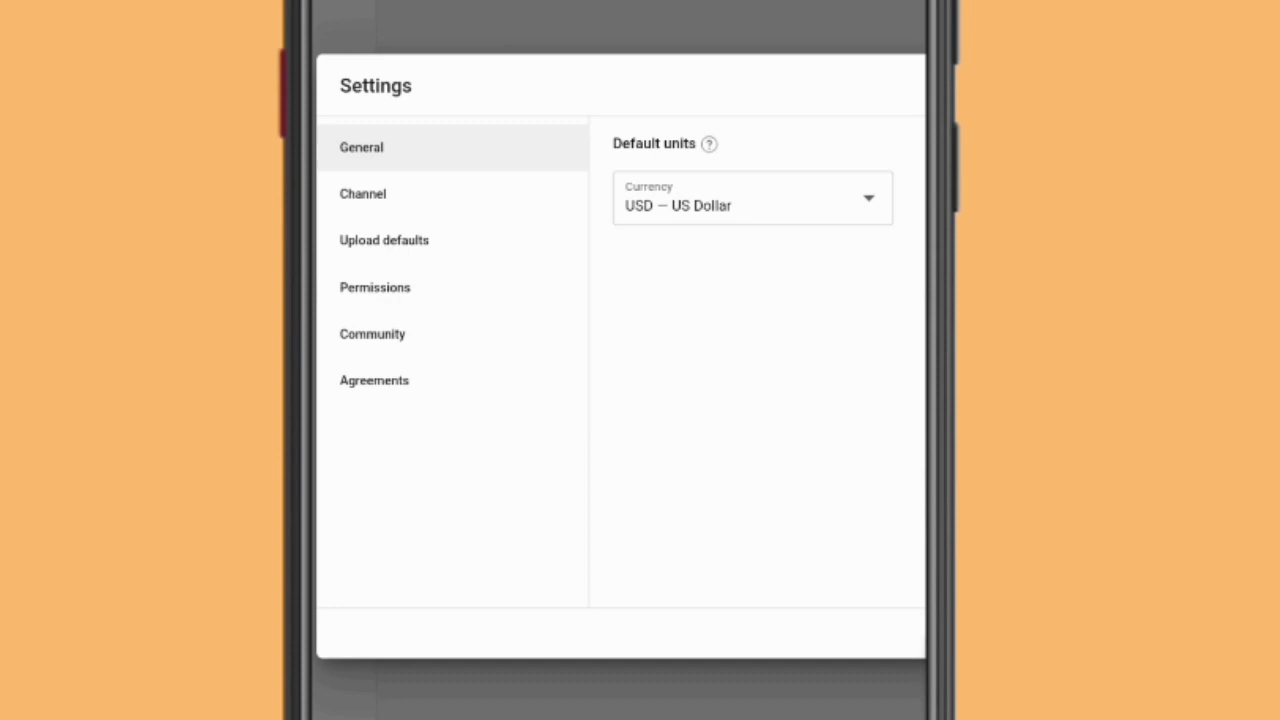 Settings
General
Default units ?
Channel
Currency
USD — US Dollar
Upload defaults
Permissions
Community
Agreements